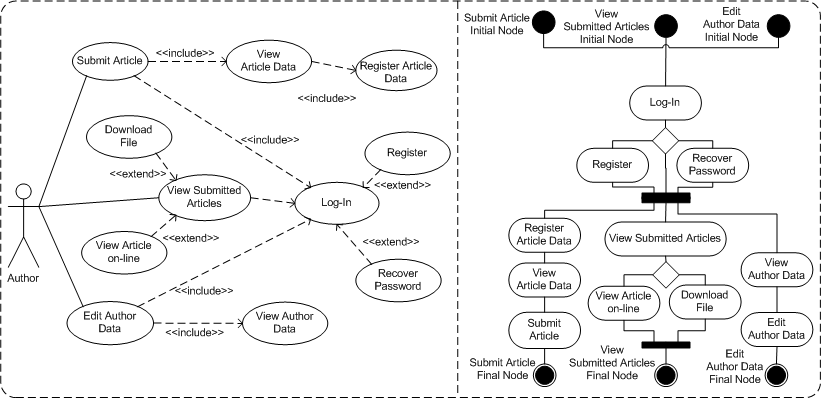 Submit Article
<<include>>
View
Article Data
Register Article
Data
<<include>>
Download
File
<<include>>
<<extend>>
Register
<<extend>>
View Submitted
Articles
Log-In
View Article
on-line
<<extend>>
<<extend>>
Author
Recover
Password
<<include>>
Edit Author
Data
<<include>>
View Author
Data
Submit Article
Initial Node
View
Submitted Articles
Initial Node
Edit
Author Data
Initial Node
Log-In
Register
Recover
Password
Register
Article Data
View Submitted Articles
View
Article Data
View
Author Data
View Article
on-line
Download
File
Submit
Article
Edit
Author Data
Submit Article
Final Node
View
Submitted Articles
Final Node
Edit
Author Data
Final Node